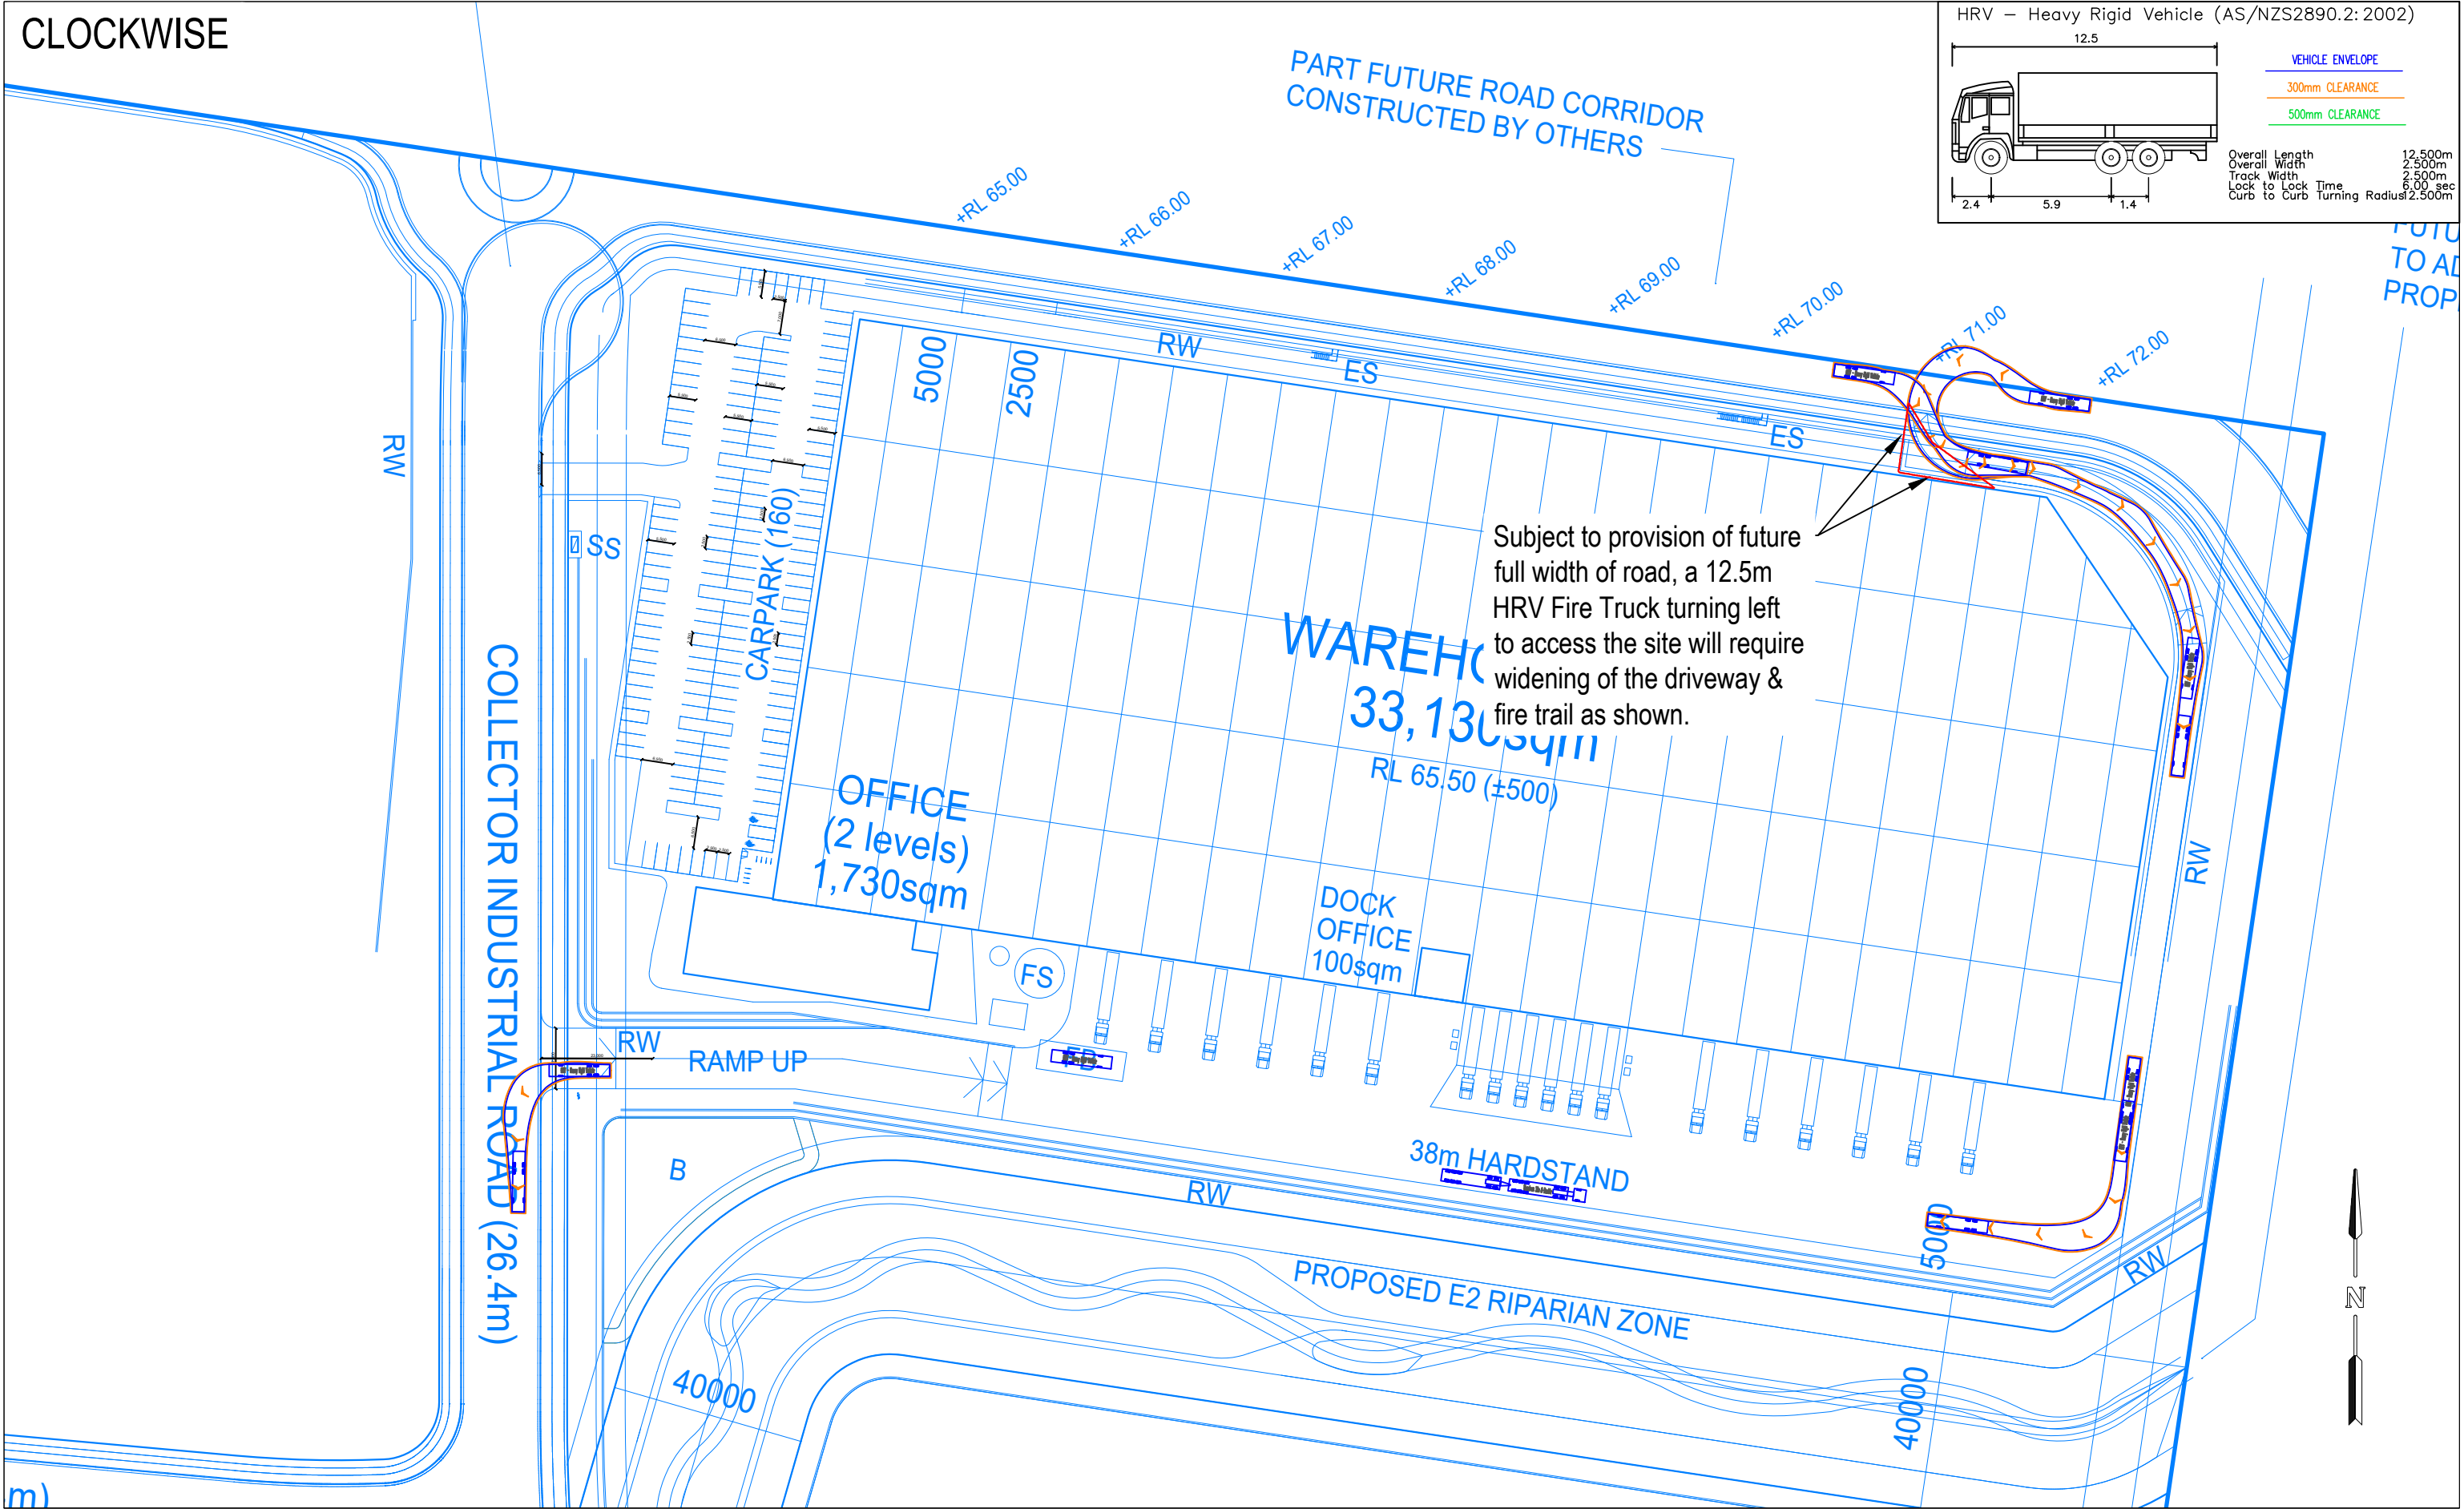 CLOCKWISE
HRV – Heavy Rigid Vehicle (AS/NZS2890.2:2002)
12.5
VEHICLE ENVELOPE
300mm CLEARANCE
500mm CLEARANCE
Overall Length 12.500m
Overall Width 2.500m
Track Width 2.500m
Lock to Lock Time 6.00 sec
Curb to Curb Turning Radius 12.500m
2.4
5.9
1.4
PART FUTURE ROAD CORRIDOR
CONSTRUCTED BY OTHERS
TO AD
PROP
+RL 65.00
+RL 66.00
+RL 67.00
+RL 68.00
+RL 69.00
+RL 70.00
+RL 71.00
+RL 72.00
RW
ES
ES
5000
2500
RW
SS
CARPARK (160)
COLLECTOR INDUSTRIAL ROAD (26.4m)
Subject to provision of future
full width of road, a 12.5m
HRV Fire Truck turning left
to access the site will require
widening of the driveway &
fire trail as shown.
RL 65.50 (±500)
OFFICE
(2 levels)
1,730sqm
DOCK
OFFICE
100sqm
RW
FS
RW
RAMP UP
FB
B
38m HARDSTAND
RW
5000
RW
PROPOSED E2 RIPARIAN ZONE
40000
40000
N
m)